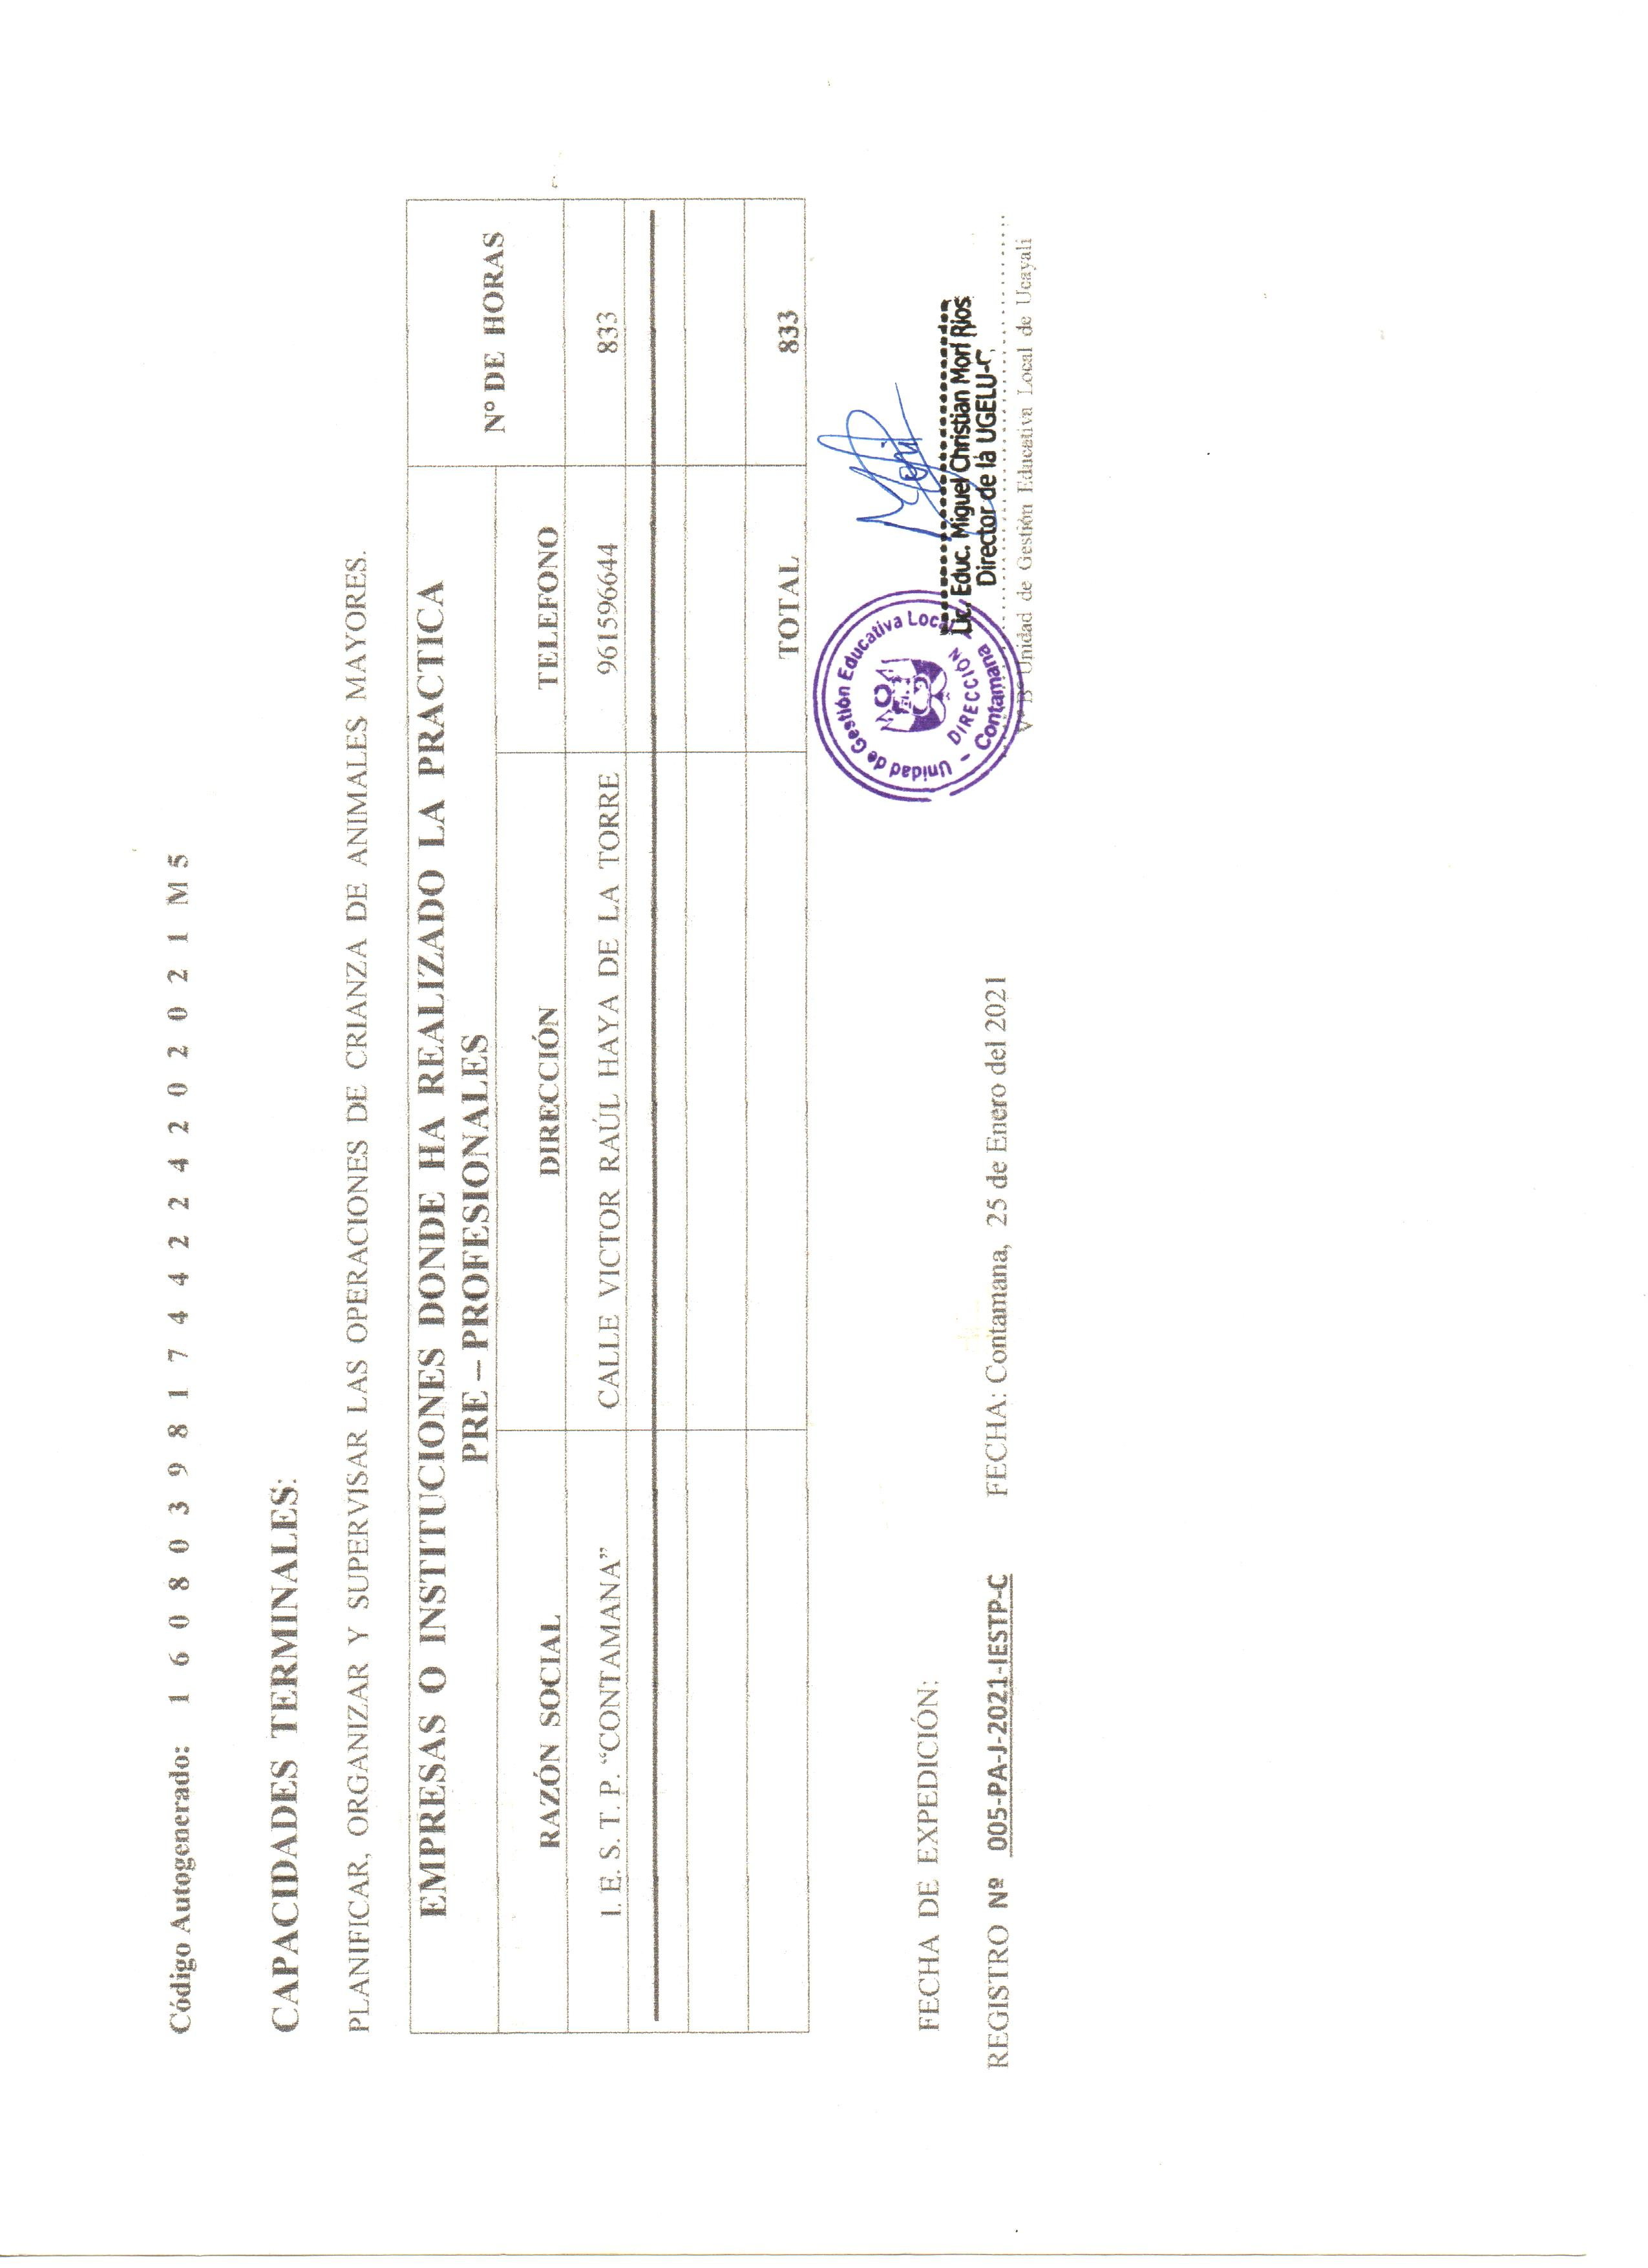 Código Autogenerado: 1 6 0 8 0 3 9 8 1 7 4 4 2 2 4 2 0 2 0 2 1 M 5
CAPACIDADES TERMINALES:
PLANIFICAR, ORGANIZAR Y SUPERVISAR LAS OPERACIONES DE CRIANZA DE ANIMALES MAYORES.
EMPRESAS O INSTITUCIONES DONDE HA REALIZADO LA PRACTICA
PRE – PROFESIONALES
Nº DE HORAS
RAZÓN SOCIAL DIRECCIÓN TELEFONO
I. E. S. T. P. “CONTAMANA” CALLE VICTOR RAÚL HAYA DE LA TORRE 961596644 833
TOTAL 833
Unidad de Gestión Educativa Local
DIRECCIÓN
- Contamana
Lic. Educ. Miguel Christian Mori Rios
Director de la UGELU-C
Vº Bº Unidad de Gestión Educativa Local de Ucayali
FECHA DE EXPEDICIÓN:
REGISTRO Nº 005-PA-J-2021-IESTP-C FECHA: Contamana, 25 de Enero del 2021